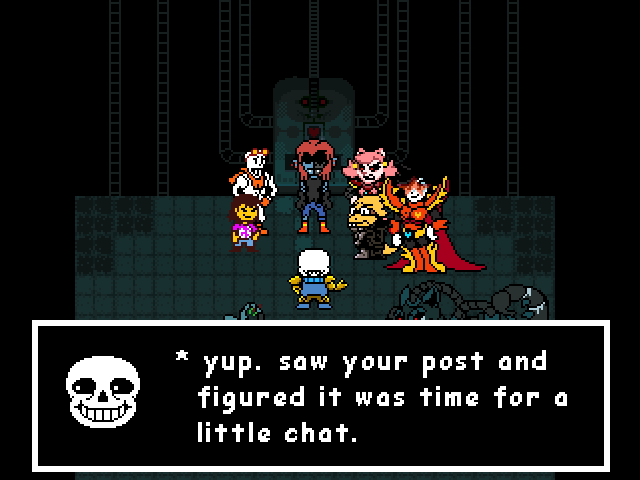 * yup. saw your post and
figured it was time for a
little chat.